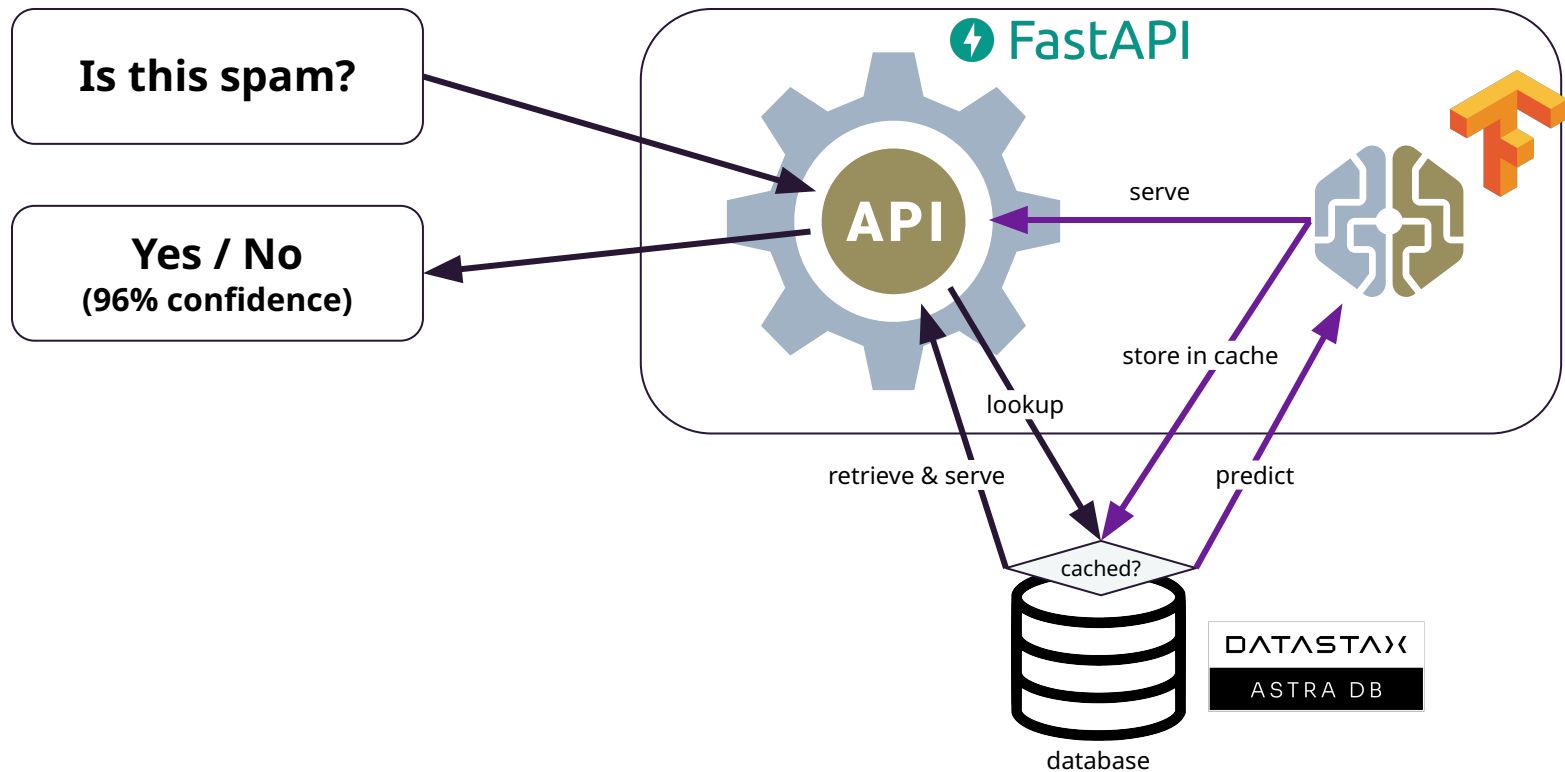 Is this spam?
Yes / No
(96% confidence)
FastAPI
API
serve
store in cache
lookup
retrieve & serve
predict
cached?
DATASTAX
ASTRA DB
database